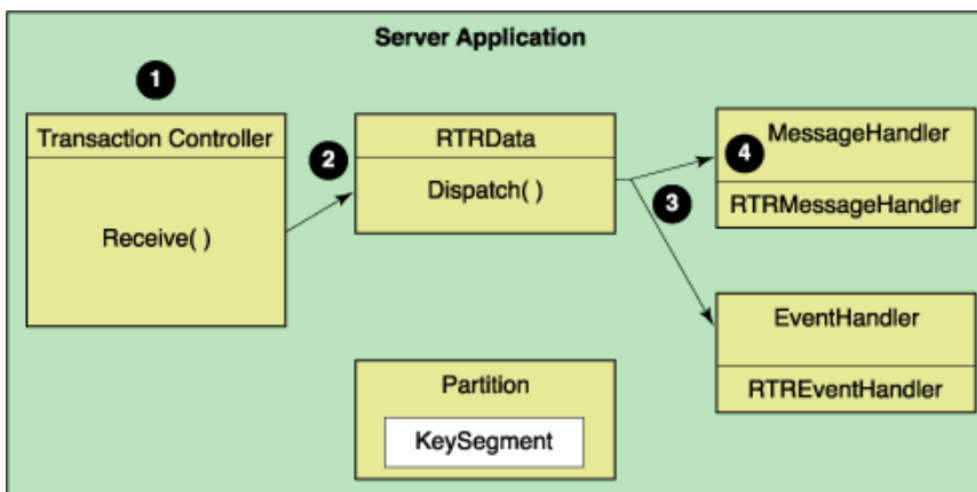 Server Application
1
Transaction Controller
Receive( )
2
RTRData
Dispatch( )
3
4
MessageHandler
RTRMessageHandler
EventHandler
RTREventHandler
Partition
KeySegment